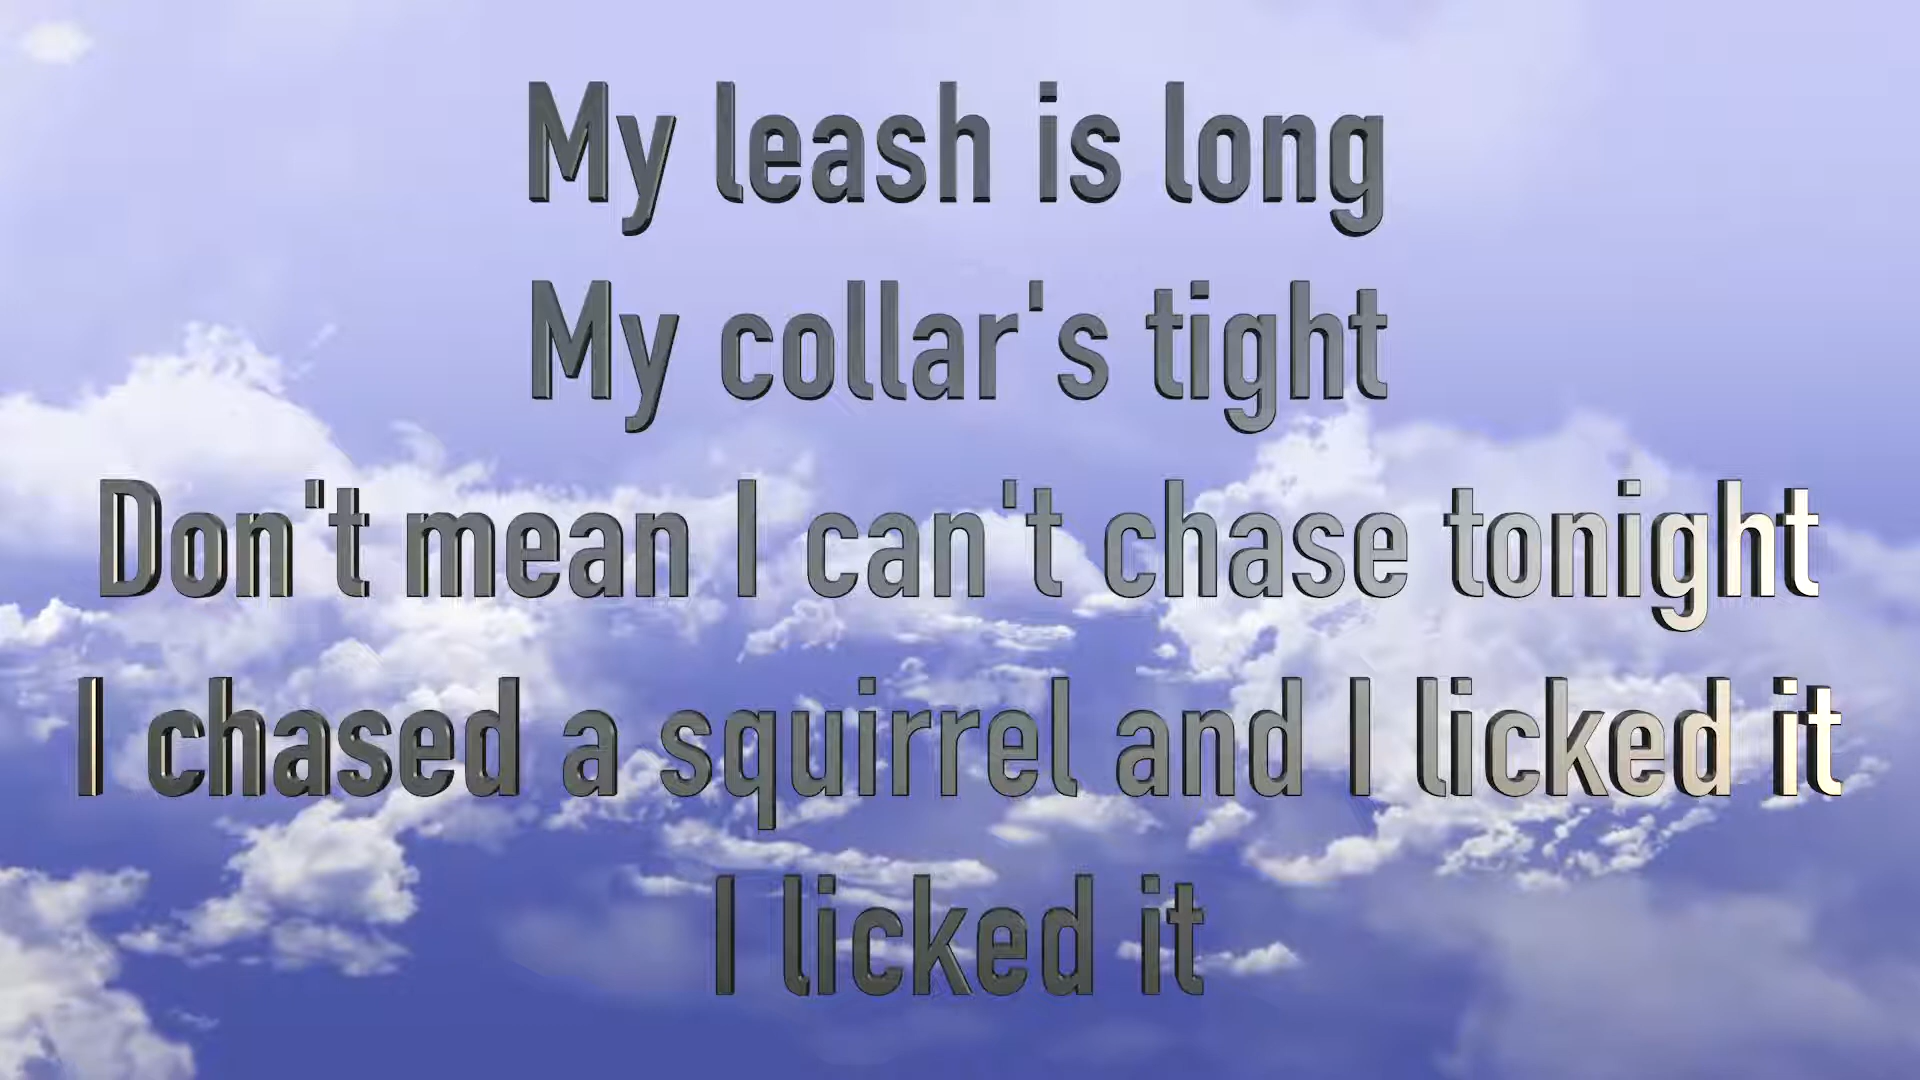 My leash is long
My collar's tight
Don't mean I can't chase tonight
I chased a squirrel and I licked it
I licked it